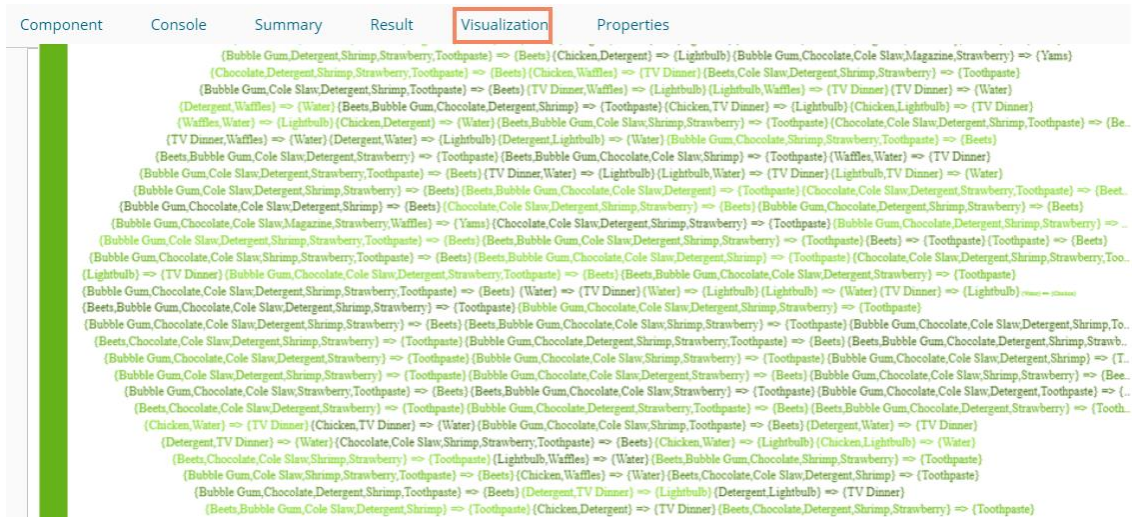 Component Console Summary Result Visualization Properties
{Bubble Gum,Detergent,Shrimp,Strawberry,Toothpaste} => {Beets}{Chicken,Detergent} => {Lightbulb}{Bubble Gum,Chocolate,Cole Slaw,Magazine,Strawberry} => {Yams}
{Chocolate,Detergent,Shrimp,Strawberry,Toothpaste} => {Beets}{Chicken,Waffles} => {TV Dinner}{Beets,Cole Slaw,Detergent,Shrimp,Strawberry} => {Toothpaste}
{Bubble Gum,Cole Slaw,Detergent,Shrimp,Toothpaste} => {Beets}{TV Dinner,Waffles} => {Lightbulb}{Lightbulb,Waffles} => {TV Dinner}{TV Dinner} => {Water}
{Detergent,Waffles} => {Water}{Beets,Bubble Gum,Chocolate,Detergent,Shrimp} => {Toothpaste}{Chicken,TV Dinner} => {Lightbulb}{Chicken,Lightbulb} => {TV Dinner}
{Waffles,Water} => {Lightbulb}{Chicken,Detergent} => {Water}{Beets,Bubble Gum,Cole Slaw,Shrimp,Strawberry} => {Toothpaste}{Chocolate,Cole Slaw,Detergent,Shrimp,Toothpaste} => {Be..
{TV Dinner,Waffles} => {Water}{Detergent,Water} => {Lightbulb}{Detergent,Lightbulb} => {Water}{Bubble Gum,Chocolate,Shrimp,Strawberry,Toothpaste} => {Beets}
{Beets,Bubble Gum,Cole Slaw,Detergent,Strawberry} => {Toothpaste}{Beets,Bubble Gum,Chocolate,Cole Slaw,Shrimp} => {Toothpaste}{Waffles,Water} => {TV Dinner}
{Bubble Gum,Cole Slaw,Detergent,Strawberry,Toothpaste} => {Beets}{TV Dinner,Water} => {Lightbulb}{Lightbulb,Water} => {TV Dinner}{Lightbulb,TV Dinner} => {Water}
{Bubble Gum,Cole Slaw,Detergent,Shrimp,Strawberry} => {Beets}{Beets,Bubble Gum,Chocolate,Cole Slaw,Detergent} => {Toothpaste}{Chocolate,Cole Slaw,Detergent,Strawberry,Toothpaste} => {Beet..
{Bubble Gum,Chocolate,Cole Slaw,Detergent,Shrimp} => {Beets}{Chocolate,Cole Slaw,Detergent,Shrimp,Strawberry} => {Beets}{Bubble Gum,Chocolate,Detergent,Shrimp,Strawberry} => {Beets}
{Bubble Gum,Chocolate,Cole Slaw,Magazine,Strawberry,Waffles} => {Yams}{Chocolate,Cole Slaw,Detergent,Shrimp,Strawberry} => {Toothpaste}{Bubble Gum,Chocolate,Detergent,Shrimp,Strawberry} => ..
{Bubble Gum,Cole Slaw,Detergent,Shrimp,Strawberry,Toothpaste} => {Beets}{Beets,Bubble Gum,Cole Slaw,Detergent,Shrimp,Strawberry} => {Toothpaste}{Beets} => {Toothpaste}{Toothpaste} => {Beets}
{Bubble Gum,Chocolate,Cole Slaw,Shrimp,Strawberry,Toothpaste} => {Beets}{Beets,Bubble Gum,Chocolate,Cole Slaw,Detergent,Shrimp} => {Toothpaste}{Chocolate,Cole Slaw,Detergent,Shrimp,Strawberry,Too..
{Lightbulb} => {TV Dinner}{Bubble Gum,Chocolate,Cole Slaw,Detergent,Strawberry,Toothpaste} => {Beets}{Beets,Bubble Gum,Chocolate,Cole Slaw,Detergent,Strawberry} => {Toothpaste}
{Bubble Gum,Chocolate,Cole Slaw,Detergent,Shrimp,Strawberry,Toothpaste} => {Beets} {Water} => {TV Dinner}{Water} => {Lightbulb}{Lightbulb} => {Water}{TV Dinner} => {Lightbulb}
{Beets,Bubble Gum,Chocolate,Cole Slaw,Detergent,Shrimp,Strawberry} => {Toothpaste}{Bubble Gum,Chocolate,Cole Slaw,Detergent,Shrimp,Strawberry} => {Toothpaste}
{Bubble Gum,Chocolate,Cole Slaw,Detergent,Shrimp,Strawberry} => {Beets}{Beets,Bubble Gum,Chocolate,Cole Slaw,Shrimp,Strawberry} => {Toothpaste}{Bubble Gum,Chocolate,Cole Slaw,Detergent,Shrimp,To..
{Beets,Chocolate,Cole Slaw,Detergent,Shrimp,Strawberry} => {Toothpaste}{Bubble Gum,Chocolate,Detergent,Shrimp,Strawberry,Toothpaste} => {Beets}{Beets,Bubble Gum,Chocolate,Detergent,Shrimp,Strawb..
{Bubble Gum,Chocolate,Cole Slaw,Detergent,Strawberry} => {Toothpaste}{Bubble Gum,Chocolate,Cole Slaw,Shrimp,Strawberry} => {Toothpaste}{Bubble Gum,Chocolate,Cole Slaw,Detergent,Shrimp} => {T..
{Bubble Gum,Cole Slaw,Detergent,Shrimp,Strawberry} => {Toothpaste}{Bubble Gum,Chocolate,Cole Slaw,Detergent,Strawberry} => {Beets}{Bubble Gum,Chocolate,Cole Slaw,Shrimp,Strawberry} => {Bee..
{Bubble Gum,Chocolate,Cole Slaw,Strawberry,Toothpaste} => {Beets}{Beets,Bubble Gum,Chocolate,Cole Slaw,Strawberry} => {Toothpaste}{Bubble Gum,Chocolate,Cole Slaw,Detergent,Toothpaste} => {..
{Beets,Chocolate,Cole Slaw,Detergent,Strawberry} => {Toothpaste}{Bubble Gum,Chocolate,Detergent,Strawberry,Toothpaste} => {Beets}{Beets,Bubble Gum,Chocolate,Detergent,Strawberry} => {Tooth..
{Chicken,Water} => {TV Dinner}{Chicken,TV Dinner} => {Water}{Bubble Gum,Chocolate,Cole Slaw,Shrimp,Toothpaste} => {Beets}{Detergent,Water} => {TV Dinner}
{Detergent,TV Dinner} => {Water}{Chocolate,Cole Slaw,Shrimp,Strawberry,Toothpaste} => {Beets}{Chicken,Water} => {Lightbulb}{Chicken,Lightbulb} => {Water}
{Beets,Chocolate,Cole Slaw,Shrimp,Strawberry} => {Toothpaste}{Lightbulb,Waffles} => {Water}{Beets,Bubble Gum,Chocolate,Shrimp,Strawberry} => {Toothpaste}
{Bubble Gum,Cole Slaw,Shrimp,Strawberry,Toothpaste} => {Beets}{Chicken,Waffles} => {Water}{Beets,Chocolate,Cole Slaw,Detergent,Shrimp} => {Toothpaste}
{Bubble Gum,Chocolate,Detergent,Shrimp,Toothpaste} => {Beets}{Detergent,TV Dinner} => {Lightbulb}{Detergent,Lightbulb} => {TV Dinner}
{Beets,Bubble Gum,Cole Slaw,Detergent,Shrimp} => {Toothpaste}{Chicken,Detergent} => {TV Dinner}{Beets,Chocolate,Detergent,Shrimp,Strawberry} => {Toothpaste}